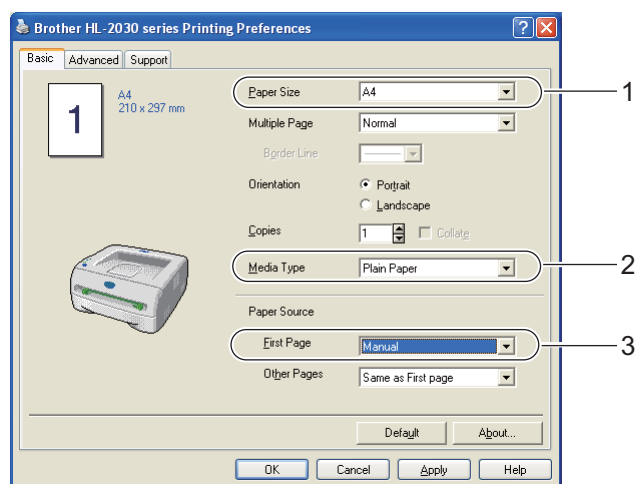 Brother HL-2030 series Printing Preferences
Basic Advanced Support
1
A4
210 x 297 mm
Paper Size A4 1
Multiple Page Normal
Border Line
Orientation Portrait
Landscape
Copies 1 Collate
Media Type Plain Paper 2
Paper Source
First Page Manual 3
Other Pages Same as First page
Default About...
OK Cancel Apply Help